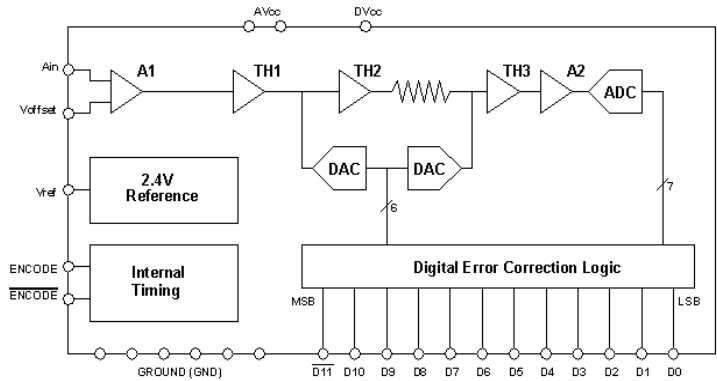 AVcc DVcc
Ain A1 TH1 TH2 TH3 A2 ADC
Voffset
DAC DAC
Vref 2.4V
Reference
6 7
ENCODE Internal
Timing
ENCODE
Digital Error Correction Logic
MSB LSB
GROUND (GND) D11 D10 D9 D8 D7 D6 D5 D4 D3 D2 D1 D0